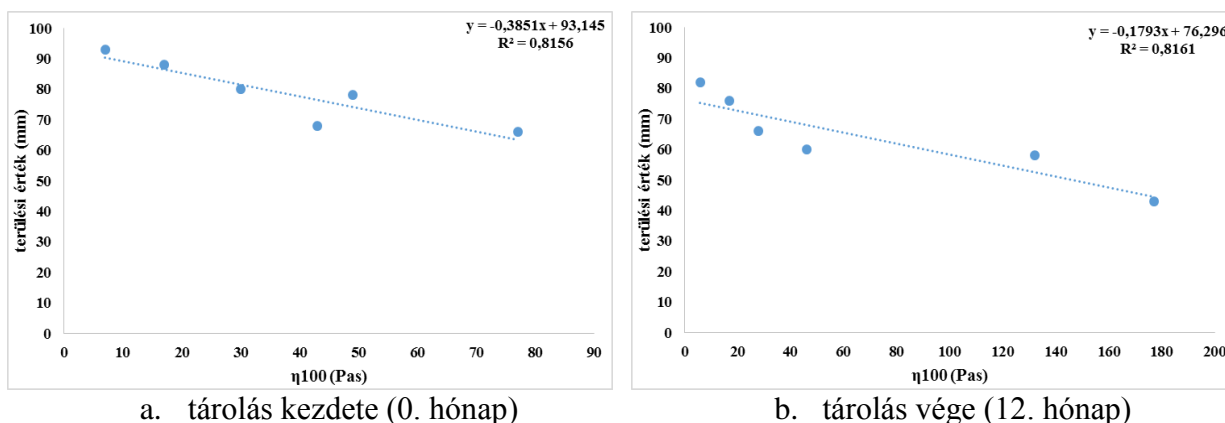 y = -0,3851x + 93,145
R² = 0,8156
100
90
80
70
60
50
40
30
20
10
0
terülési érték (mm)
0 10 20 30 40 50 60 70 80 90
η100 (Pas)
a. tárolás kezdete (0. hónap)
y = -0,1793x + 76,296
R² = 0,8161
100
90
80
70
60
50
40
30
20
10
0
terülési érték (mm)
0 20 40 60 80 100 120 140 160 180 200
η100 (Pas)
b. tárolás vége (12. hónap)